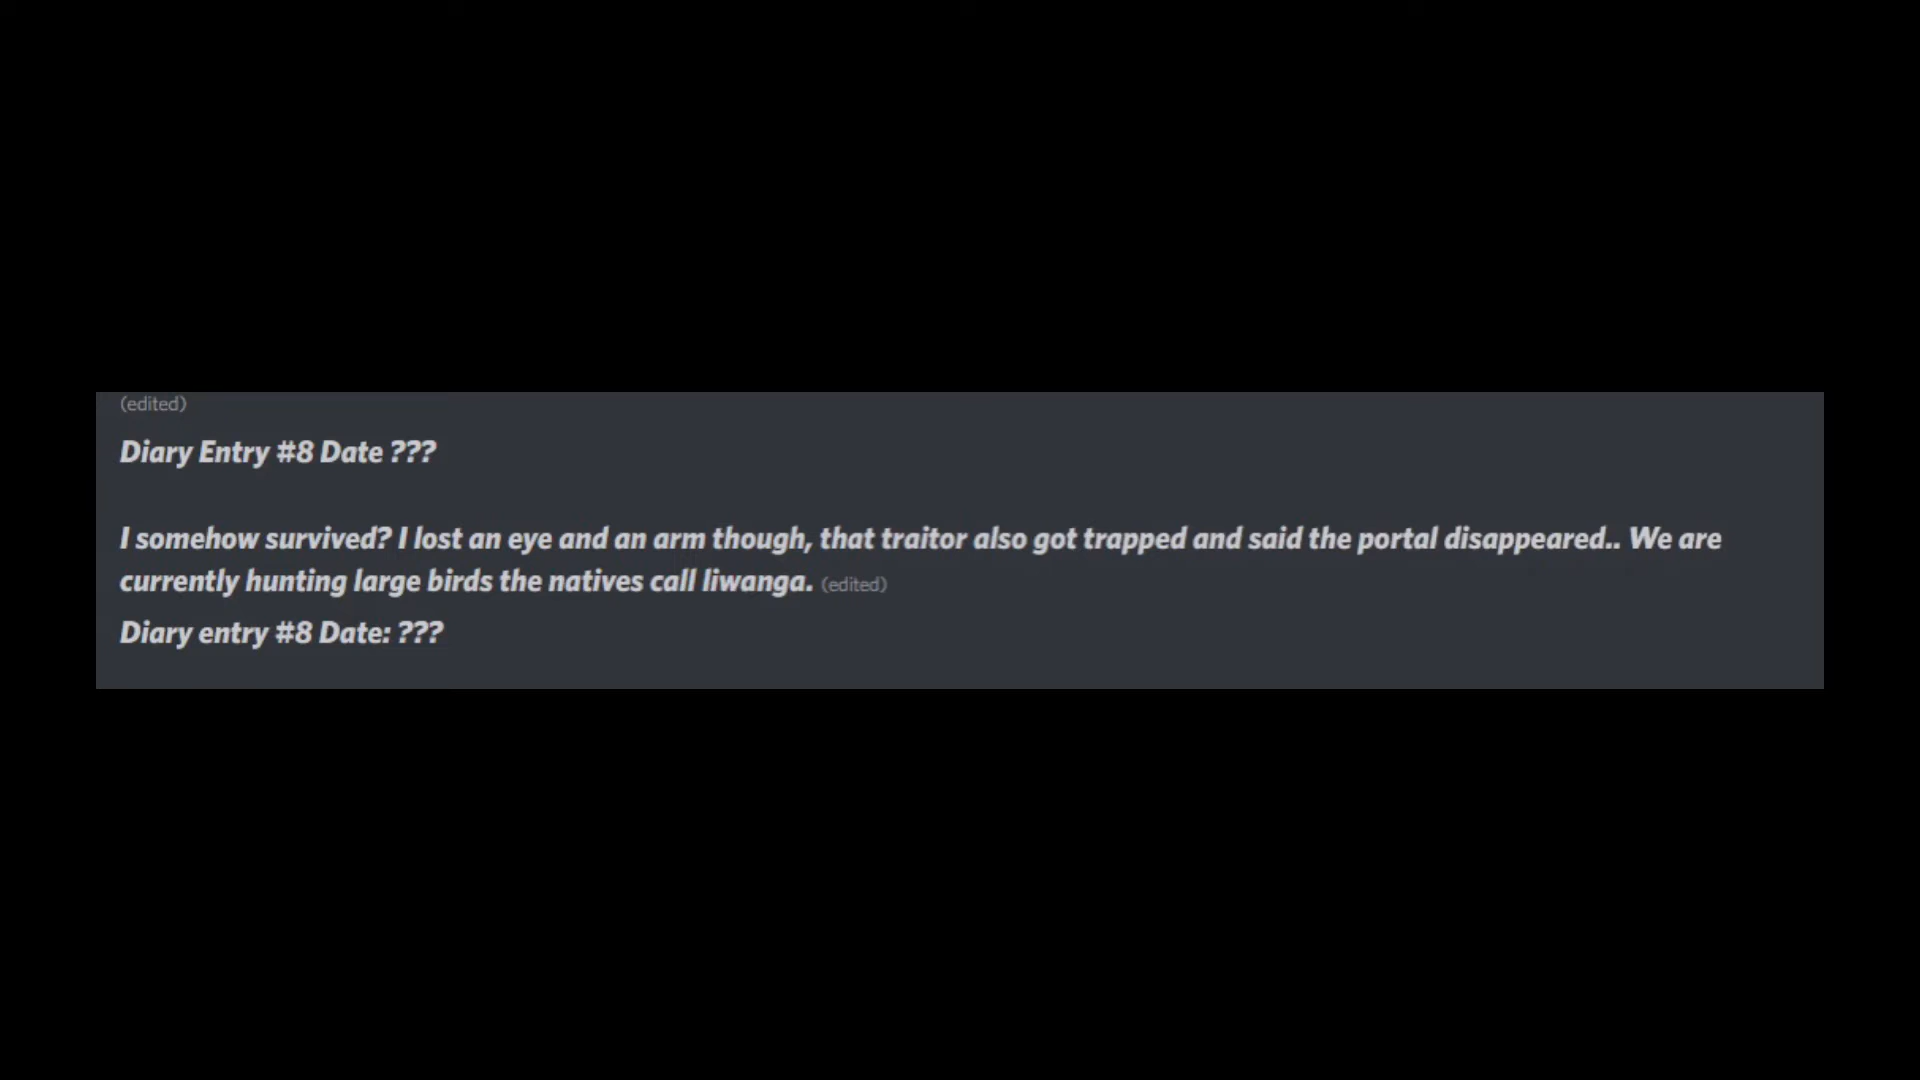 (edited)
Diary Entry #8 Date ???
I somehow survived? I lost an eye and an arm though, that traitor also got trapped and said the portal disappeared.. We are
currently hunting large birds the natives call liwanga. (edited)
Diary entry #8 Date: ???